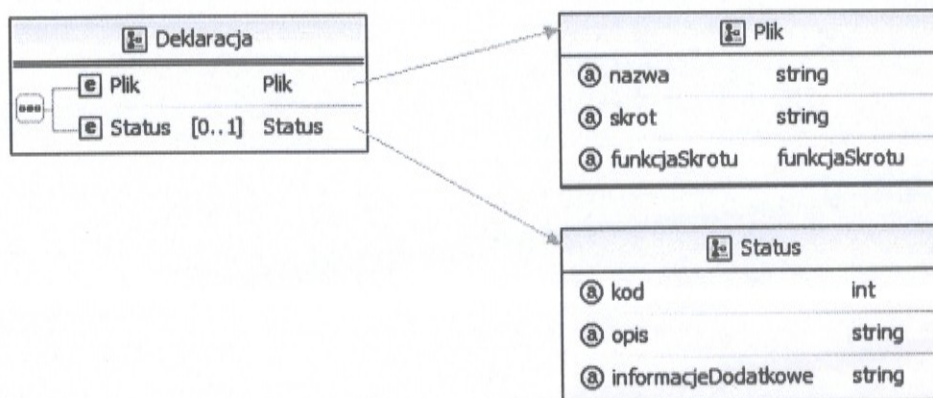 Deklaracja
Plik Plik
Status [0..1] Status
Plik
nazwa string
skrot string
funkcjaSkrotu funkcjaSkrotu
Status
kod int
opis string
informacjeDodatkowe string